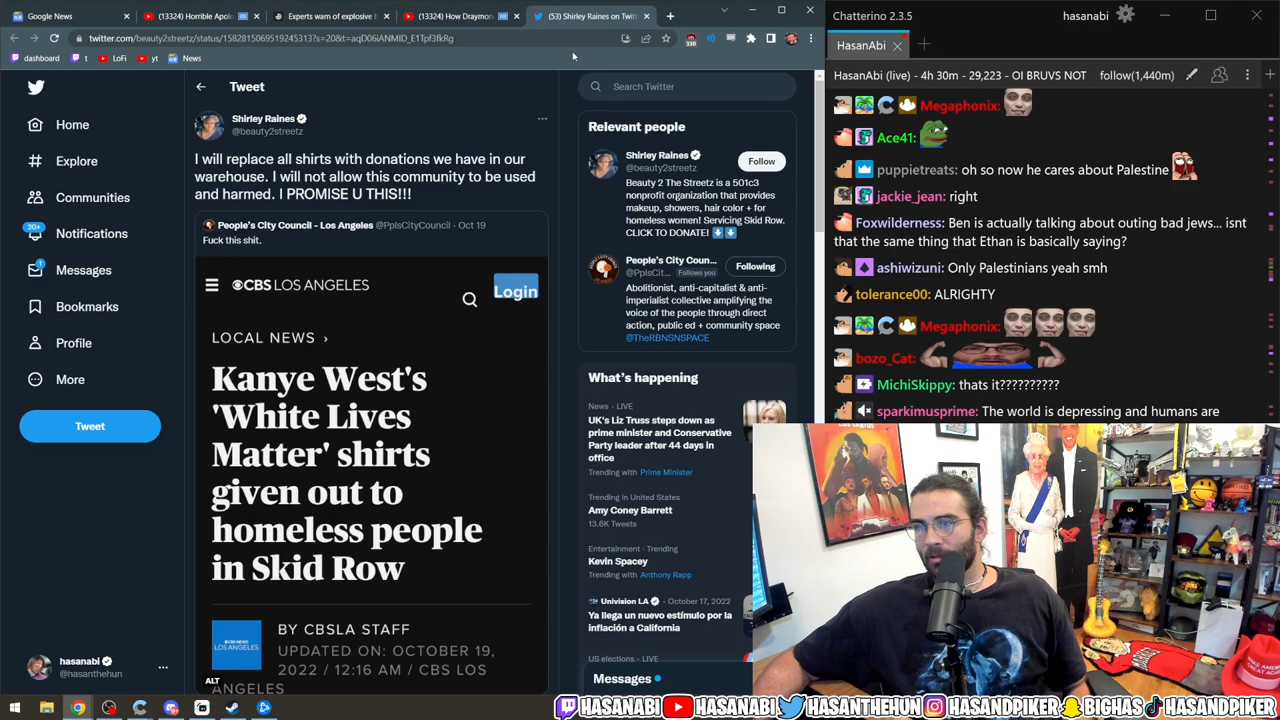 Google News
(13324) Horrible Apolo
Experts warn of explosive b
(13324) How Draymond
(53) Shirley Raines on Twitt
twitter.com/beauty2streetz/status/1582815069519245313?s=20&t=aqD06iANMID_E1Tpf3fkRg
dashboard
t
LoFi
yt
News
330
Home
Explore
Communities
20+
Notifications
1
Messages
Bookmarks
Profile
More
Tweet
hasanabi
@hasanthehun
Tweet
Shirley Raines
@beauty2streetz
I will replace all shirts with donations we have in our
warehouse. I will not allow this community to be used
and harmed. I PROMISE U THIS!!!
People's City Council - Los Angeles @PplsCityCouncil · Oct 19
Fuck this shit.
CBS LOS ANGELES
Login
LOCAL NEWS ›
Kanye West's
'White Lives
Matter' shirts
given out to
homeless people
in Skid Row
CBS NEWS
LOS ANGELES
BY CBSLA STAFF
UPDATED ON: OCTOBER 19,
2022 / 12:16 AM / CBS LOS
ANGELES
ALT
Search Twitter
Relevant people
Shirley Raines
@beauty2streetz
Follow
Beauty 2 The Streetz is a 501c3
nonprofit organization that provides
makeup, showers, hair color + for
homeless women! Servicing Skid Row.
CLICK TO DONATE!
People's City Coun...
@PplsCit... Follows you
Following
Abolitionist, anti-capitalist & anti-
imperialist collective amplifying the
voice of the people through direct
action, public ed + community space
@TheRBNSNSPACE
What's happening
News · LIVE
UK's Liz Truss steps down as
prime minister and Conservative
Party leader after 44 days in
office
Trending with Prime Minister
Trending in United States
Amy Coney Barrett
13.6K Tweets
Entertainment · Trending
Kevin Spacey
Trending with Anthony Rapp
Univision LA · October 17, 2022
Ya llega un nuevo estímulo por la
inflación a California
US elections · LIVE
Messages
Chatterino 2.3.5
hasanabi
HasanAbi
HasanAbi (live) - 4h 30m - 29,223 - OI BRUVS NOT
follow(1,440m)
Megaphonix:
Ace41:
puppietreats: oh so now he cares about Palestine
jackie_jean: right
Foxwilderness: Ben is actually talking about outing bad jews... isnt
that the same thing that Ethan is basically saying?
ashiwizuni: Only Palestinians yeah smh
tolerance00: ALRIGHTY
Megaphonix:
bozo_Cat:
MichiSkippy: thats it??????????
sparkimusprime: The world is depressing and humans are
HASANABI
HASANABI
HASANTHEHUN
HASANDPIKER
BIGHAS
HASANDPIKER